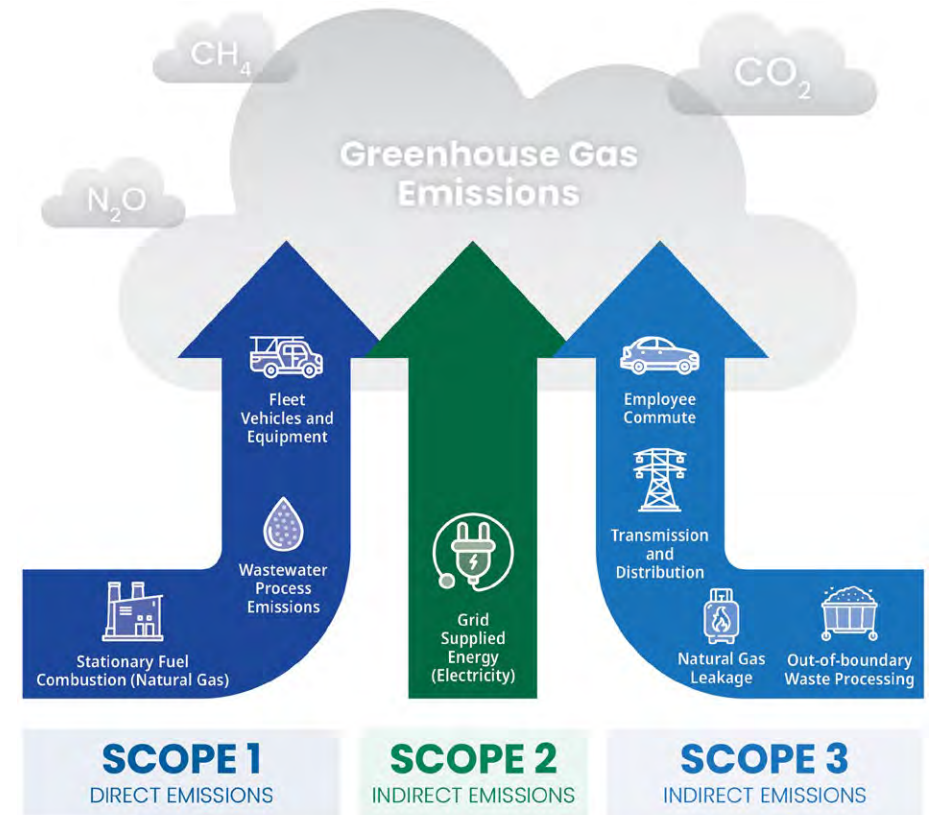 CH₄
CO₂
N₂O
Greenhouse Gas
Emissions
Fleet
Vehicles and
Equipment
Wastewater
Process
Emissions
Stationary Fuel
Combustion (Natural Gas)
Grid
Supplied
Energy
(Electricity)
Employee
Commute
Transmission
and
Distribution
Natural Gas
Leakage
Out-of-boundary
Waste Processing
SCOPE 1
DIRECT EMISSIONS
SCOPE 2
INDIRECT EMISSIONS
SCOPE 3
INDIRECT EMISSIONS